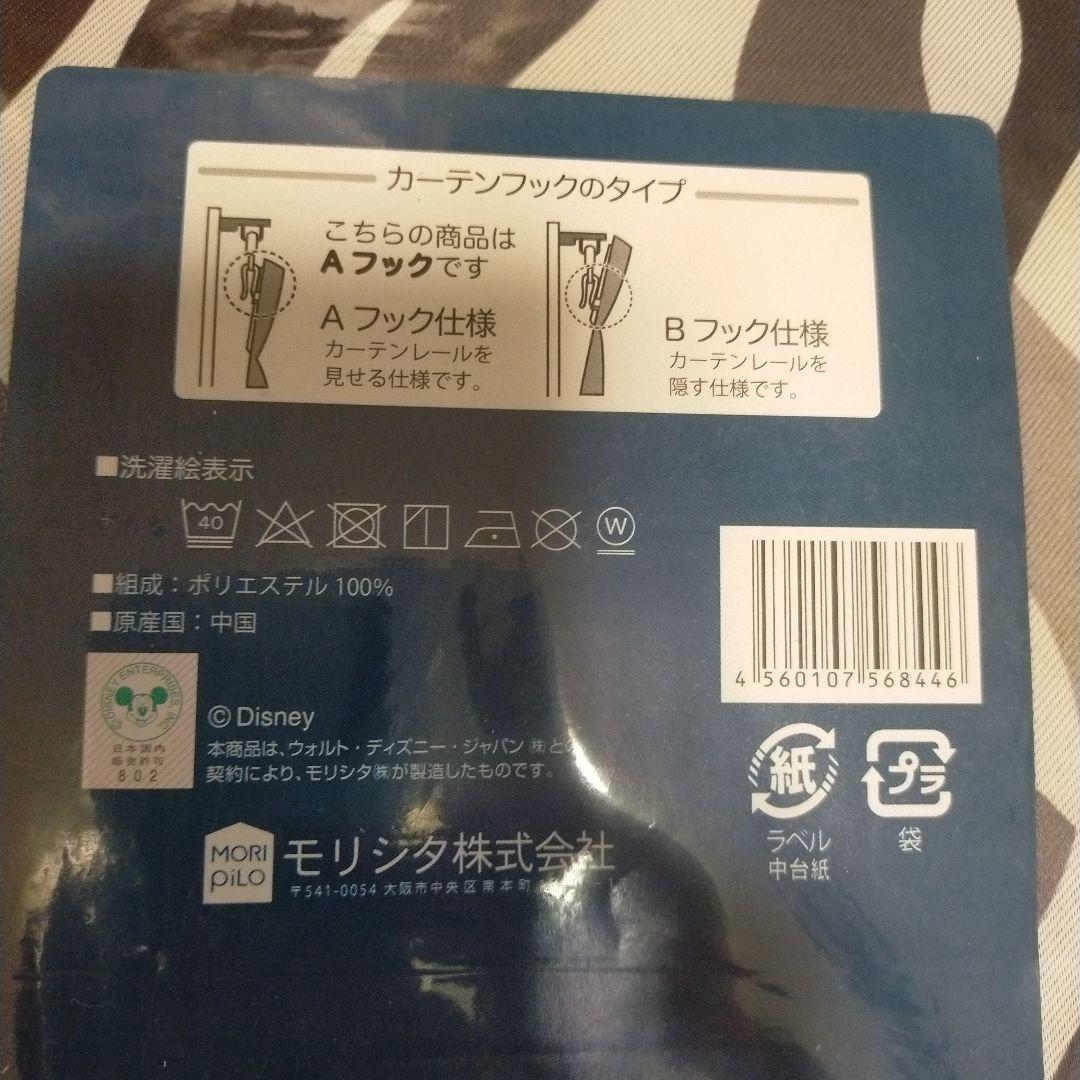 カーテンフックのタイプ
こちらの商品は
Aフックです
A フック仕様
カーテンレールを
見せる仕様です。
B フック仕様
カーテンレールを
隠す仕様です。
■洗濯絵表示
40
W
■組成：ポリエステル 100%
■原産国：中国
4 560107 568446
© DISNEY ENTERPRISES, INC.
日本国内
販売許可
802
© Disney
本商品は、ウォルト・ディズニー・ジャパン㈱との
契約により、モリシタ㈱が製造したものです。
MORI
PiLO
モリシタ株式会社
〒541-0054 大阪市中央区南本町
紙
ラベル
中台紙
プラ
袋